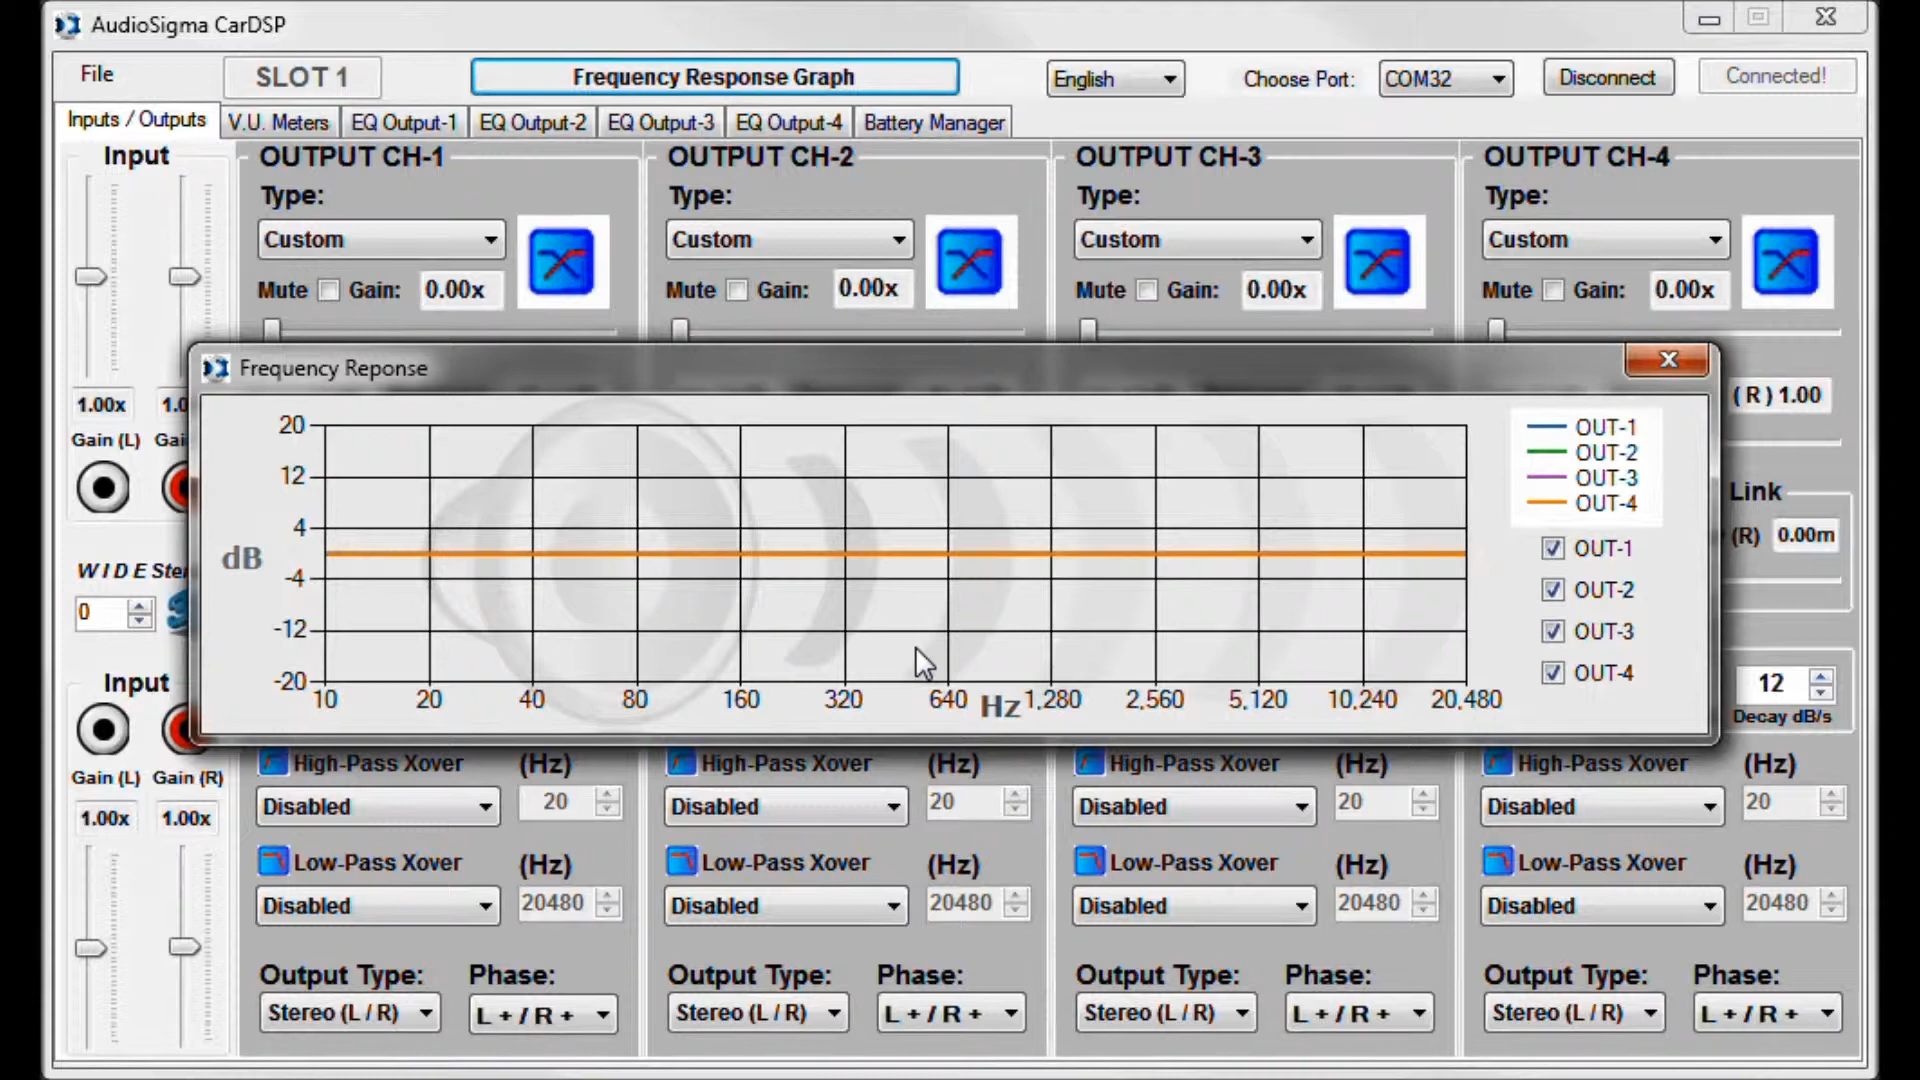 AudioSigma CarDSP
File SLOT 1 Frequency Response Graph English Choose Port: COM32 Disconnect Connected!
Inputs / Outputs V.U. Meters EQ Output-1 EQ Output-2 EQ Output-3 EQ Output-4 Battery Manager
Input OUTPUT CH-1 OUTPUT CH-2 OUTPUT CH-3 OUTPUT CH-4
Type: Type: Type: Type:
Custom Custom Custom Custom
Mute Gain: 0.00x Mute Gain: 0.00x Mute Gain: 0.00x Mute Gain: 0.00x
Frequency Reponse
1.00x ( R ) 1.00
Gain (L)
20
12
4
-4
-12
-20
dB
10 20 40 80 160 320 640 Hz 1,280 2,560 5,120 10,240 20,480
OUT-1
OUT-2
OUT-3
OUT-4
OUT-1
OUT-2
OUT-3
OUT-4
Link
(R) 0.00m
WIDE
0
12
Decay dB/s
Input
Gain (L) Gain (R)
1.00x 1.00x
High-Pass Xover (Hz) High-Pass Xover (Hz) High-Pass Xover (Hz) High-Pass Xover (Hz)
Disabled 20 Disabled 20 Disabled 20 Disabled 20
Low-Pass Xover (Hz) Low-Pass Xover (Hz) Low-Pass Xover (Hz) Low-Pass Xover (Hz)
Disabled 20480 Disabled 20480 Disabled 20480 Disabled 20480
Output Type: Phase: Output Type: Phase: Output Type: Phase: Output Type: Phase:
Stereo (L / R) L + / R + Stereo (L / R) L + / R + Stereo (L / R) L + / R + Stereo (L / R) L + / R +